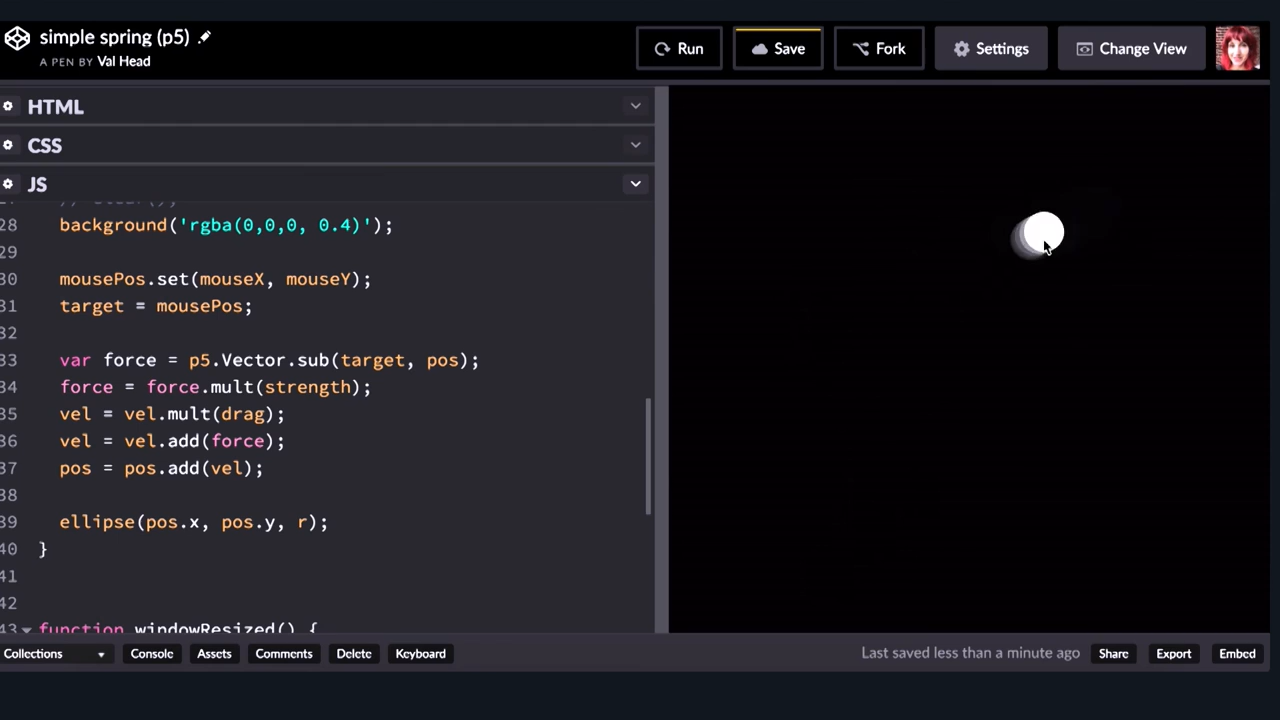 simple spring (p5)
A PEN BY Val Head
Run
Save
Fork
Settings
Change View
HTML
CSS
JS
28 background('rgba(0,0,0, 0.4)');
29
30 mousePos.set(mouseX, mouseY);
31 target = mousePos;
32
33 var force = p5.Vector.sub(target, pos);
34 force = force.mult(strength);
35 vel = vel.mult(drag);
36 vel = vel.add(force);
37 pos = pos.add(vel);
38
39 ellipse(pos.x, pos.y, r);
40 }
41
42
43 function windowResized() {
Collections
Console
Assets
Comments
Delete
Keyboard
Last saved less than a minute ago
Share
Export
Embed